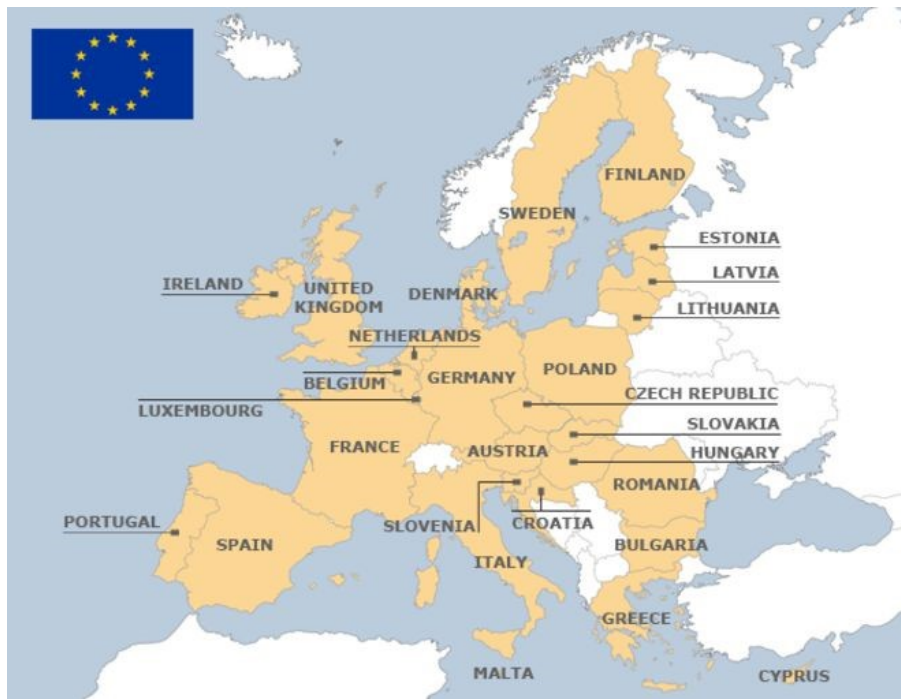 FINLAND
SWEDEN
ESTONIA
LATVIA
LITHUANIA
IRELAND
UNITED
KINGDOM
DENMARK
NETHERLANDS
BELGIUM
LUXEMBOURG
GERMANY
POLAND
CZECH REPUBLIC
SLOVAKIA
HUNGARY
FRANCE
AUSTRIA
ROMANIA
PORTUGAL
SPAIN
SLOVENIA
CROATIA
ITALY
BULGARIA
GREECE
MALTA
CYPRUS